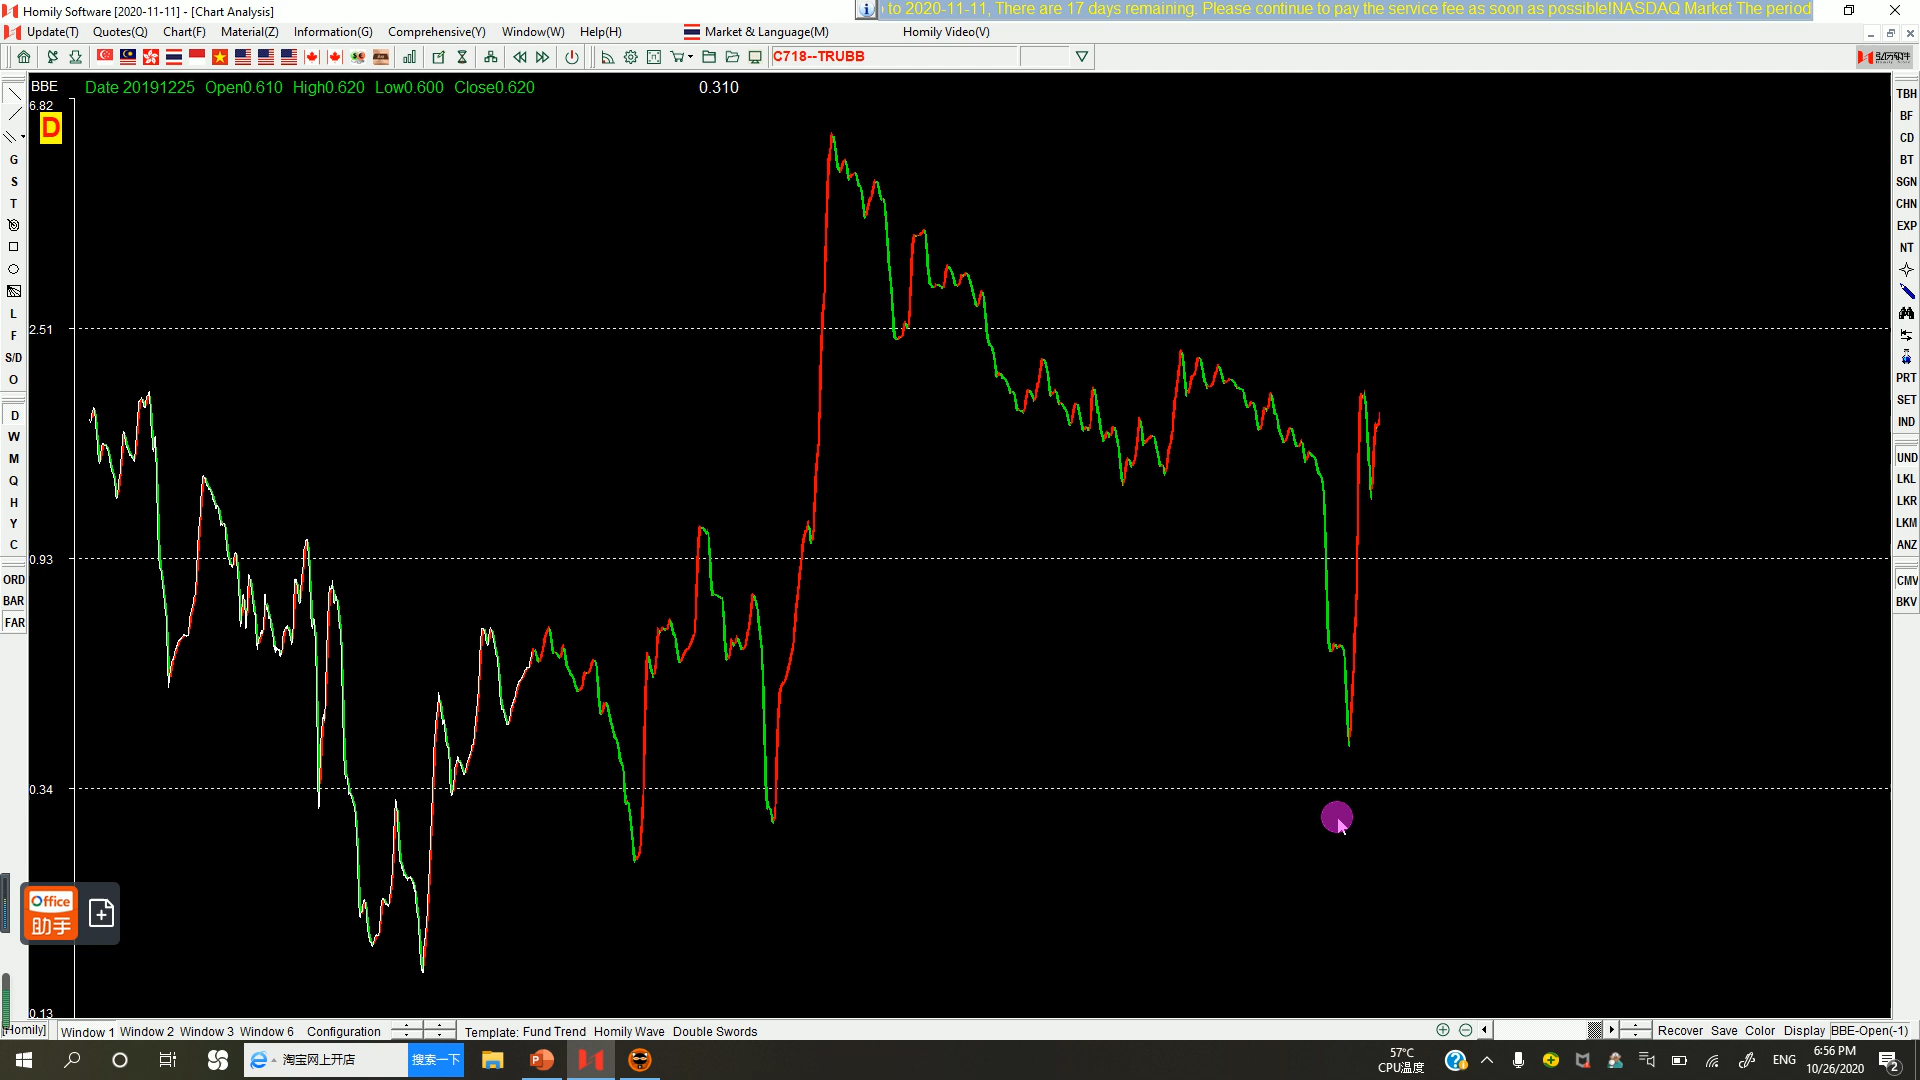 Homily Software [2020-11-11] - [Chart Analysis]
to 2020-11-11, There are 17 days remaining. Please continue to pay the service fee as soon as possible!NASDAQ Market The period
Update(T) Quotes(Q) Chart(F) Material(Z) Information(G) Comprehensive(Y) Window(W) Help(H) Market & Language(M) Homily Video(V)
C718--TRUBB
BBE Date 20191225 Open0.610 High0.620 Low0.600 Close0.620 0.310
6.82
D
2.51
0.93
0.34
0.13
G
S
T
L
F
S/D
O
D
W
M
Q
H
Y
C
ORD
BAR
FAR
TBH
BF
CD
BT
SGN
CHN
EXP
NT
PRT
SET
IND
UND
LKL
LKR
LKM
ANZ
CMV
BKV
Office
助手
[Homily] Window 1 Window 2 Window 3 Window 6 Configuration Template: Fund Trend Homily Wave Double Swords Recover Save Color Display BBE-Open(-1)
淘宝网上开店 搜索一下
57°C
CPU温度
ENG
6:56 PM
10/26/2020
2